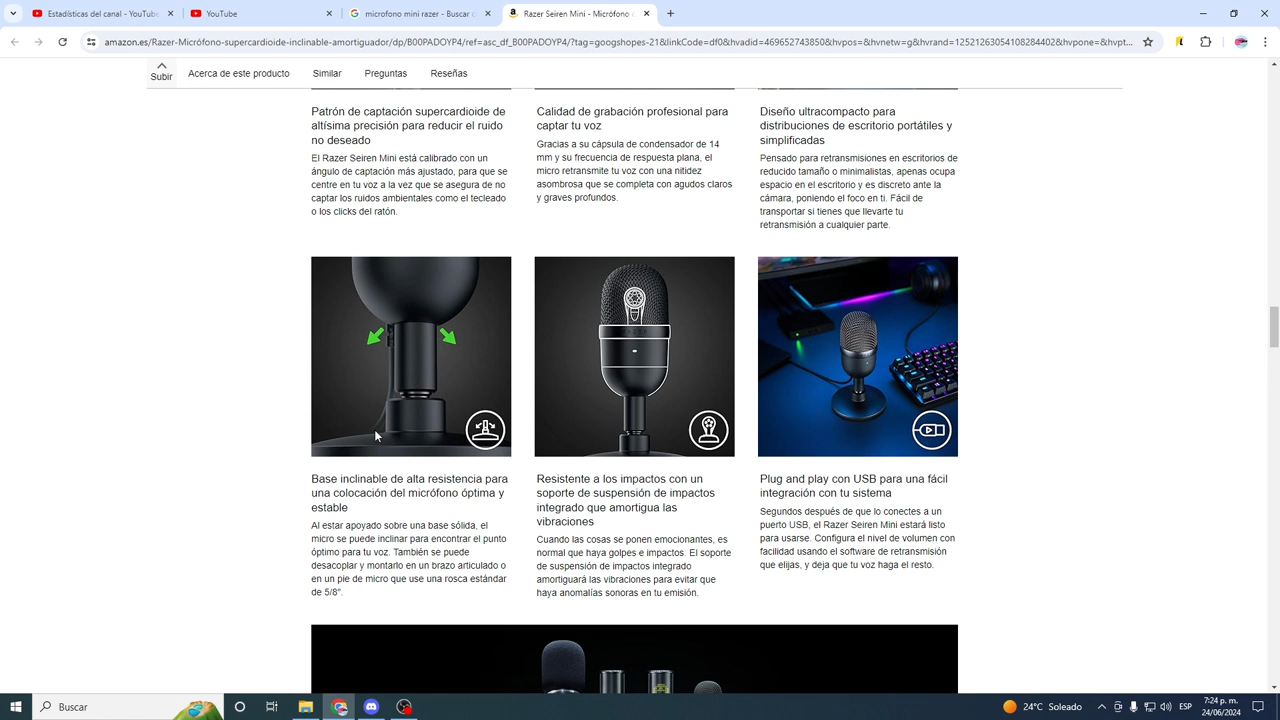 Estadísticas del canal - YouTube
YouTube
microfono mini razer - Buscar c
Razer Seiren Mini - Micrófono c
amazon.es/Razer-Micrófono-supercardioide-inclinable-amortiguador/dp/B00PADOYP4/ref=asc_df_B00PADOYP4/?tag=googshopes-21&linkCode=df0&hvadid=469652743850&hvpos=&hvnetw=g&hvrand=12521263054108284402&hvpone=&hvpt...
Subir
Acerca de este producto
Similar
Preguntas
Reseñas
Patrón de captación supercardioide de
altísima precisión para reducir el ruido
no deseado
El Razer Seiren Mini está calibrado con un
ángulo de captación más ajustado, para que se
centre en tu voz a la vez que se asegura de no
captar los ruidos ambientales como el tecleado
o los clicks del ratón.
Calidad de grabación profesional para
captar tu voz
Gracias a su cápsula de condensador de 14
mm y su frecuencia de respuesta plana, el
micro retransmite tu voz con una nitidez
asombrosa que se completa con agudos claros
y graves profundos.
Diseño ultracompacto para
distribuciones de escritorio portátiles y
simplificadas
Pensado para retransmisiones en escritorios de
reducido tamaño o minimalistas, apenas ocupa
espacio en el escritorio y es discreto ante la
cámara, poniendo el foco en ti. Fácil de
transportar si tienes que llevarte tu
retransmisión a cualquier parte.
Base inclinable de alta resistencia para
una colocación del micrófono óptima y
estable
Al estar apoyado sobre una base sólida, el
micro se puede inclinar para encontrar el punto
óptimo para tu voz. También se puede
desacoplar y montarlo en un brazo articulado o
en un pie de micro que use una rosca estándar
de 5/8".
Resistente a los impactos con un
soporte de suspensión de impactos
integrado que amortigua las
vibraciones
Cuando las cosas se ponen emocionantes, es
normal que haya golpes e impactos. El soporte
de suspensión de impactos integrado
amortiguará las vibraciones para evitar que
haya anomalías sonoras en tu emisión.
Plug and play con USB para una fácil
integración con tu sistema
Segundos después de que lo conectes a un
puerto USB, el Razer Seiren Mini estará listo
para usarse. Configura el nivel de volumen con
facilidad usando el software de retransmisión
que elijas, y deja que tu voz haga el resto.
Buscar
24°C Soleado
ESP
7:24 p. m.
24/06/2024